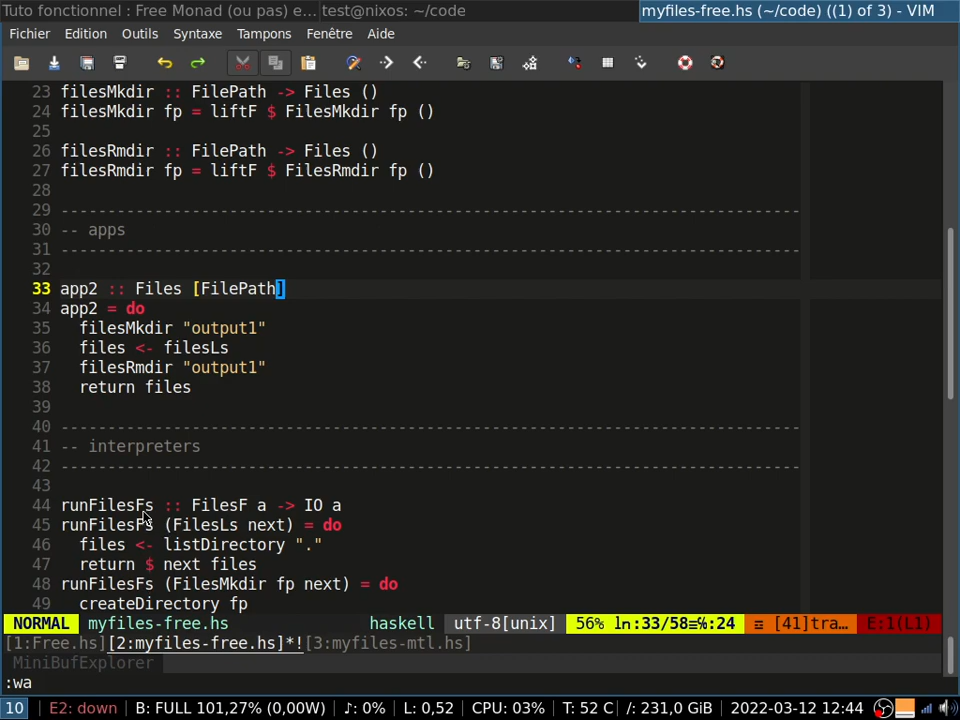 Tuto fonctionnel : Free Monad (ou pas) e... test@nixos: ~/code myfiles-free.hs (~/code) ((1) of 3) - VIM
Fichier Edition Outils Syntaxe Tampons Fenêtre Aide
23 filesMkdir :: FilePath -> Files ()
24 filesMkdir fp = liftF $ FilesMkdir fp ()
25
26 filesRmdir :: FilePath -> Files ()
27 filesRmdir fp = liftF $ FilesRmdir fp ()
28
29 -------------------------------------------------------------------------------
30 -- apps
31 -------------------------------------------------------------------------------
32
33 app2 :: Files [FilePath]
34 app2 = do
35   filesMkdir "output1"
36   files <- filesLs
37   filesRmdir "output1"
38   return files
39
40 -------------------------------------------------------------------------------
41 -- interpreters
42 -------------------------------------------------------------------------------
43
44 runFilesFs :: FilesF a -> IO a
45 runFilesFs (FilesLs next) = do
46   files <- listDirectory "."
47   return $ next files
48 runFilesFs (FilesMkdir fp next) = do
49   createDirectory fp
NORMAL myfiles-free.hs haskell utf-8[unix] 56% ln:33/58≡%:24 ☲ [41]tra… E:1(L1)
[1:Free.hs][2:myfiles-free.hs]*![3:myfiles-mtl.hs]
MiniBufExplorer
:wa
10 E2: down | B: FULL 101,27% (0,00W) | ♪: 0% | L: 0,52 | CPU: 03% | T: 52 C | /: 231,0 GiB | 2022-03-12 12:44